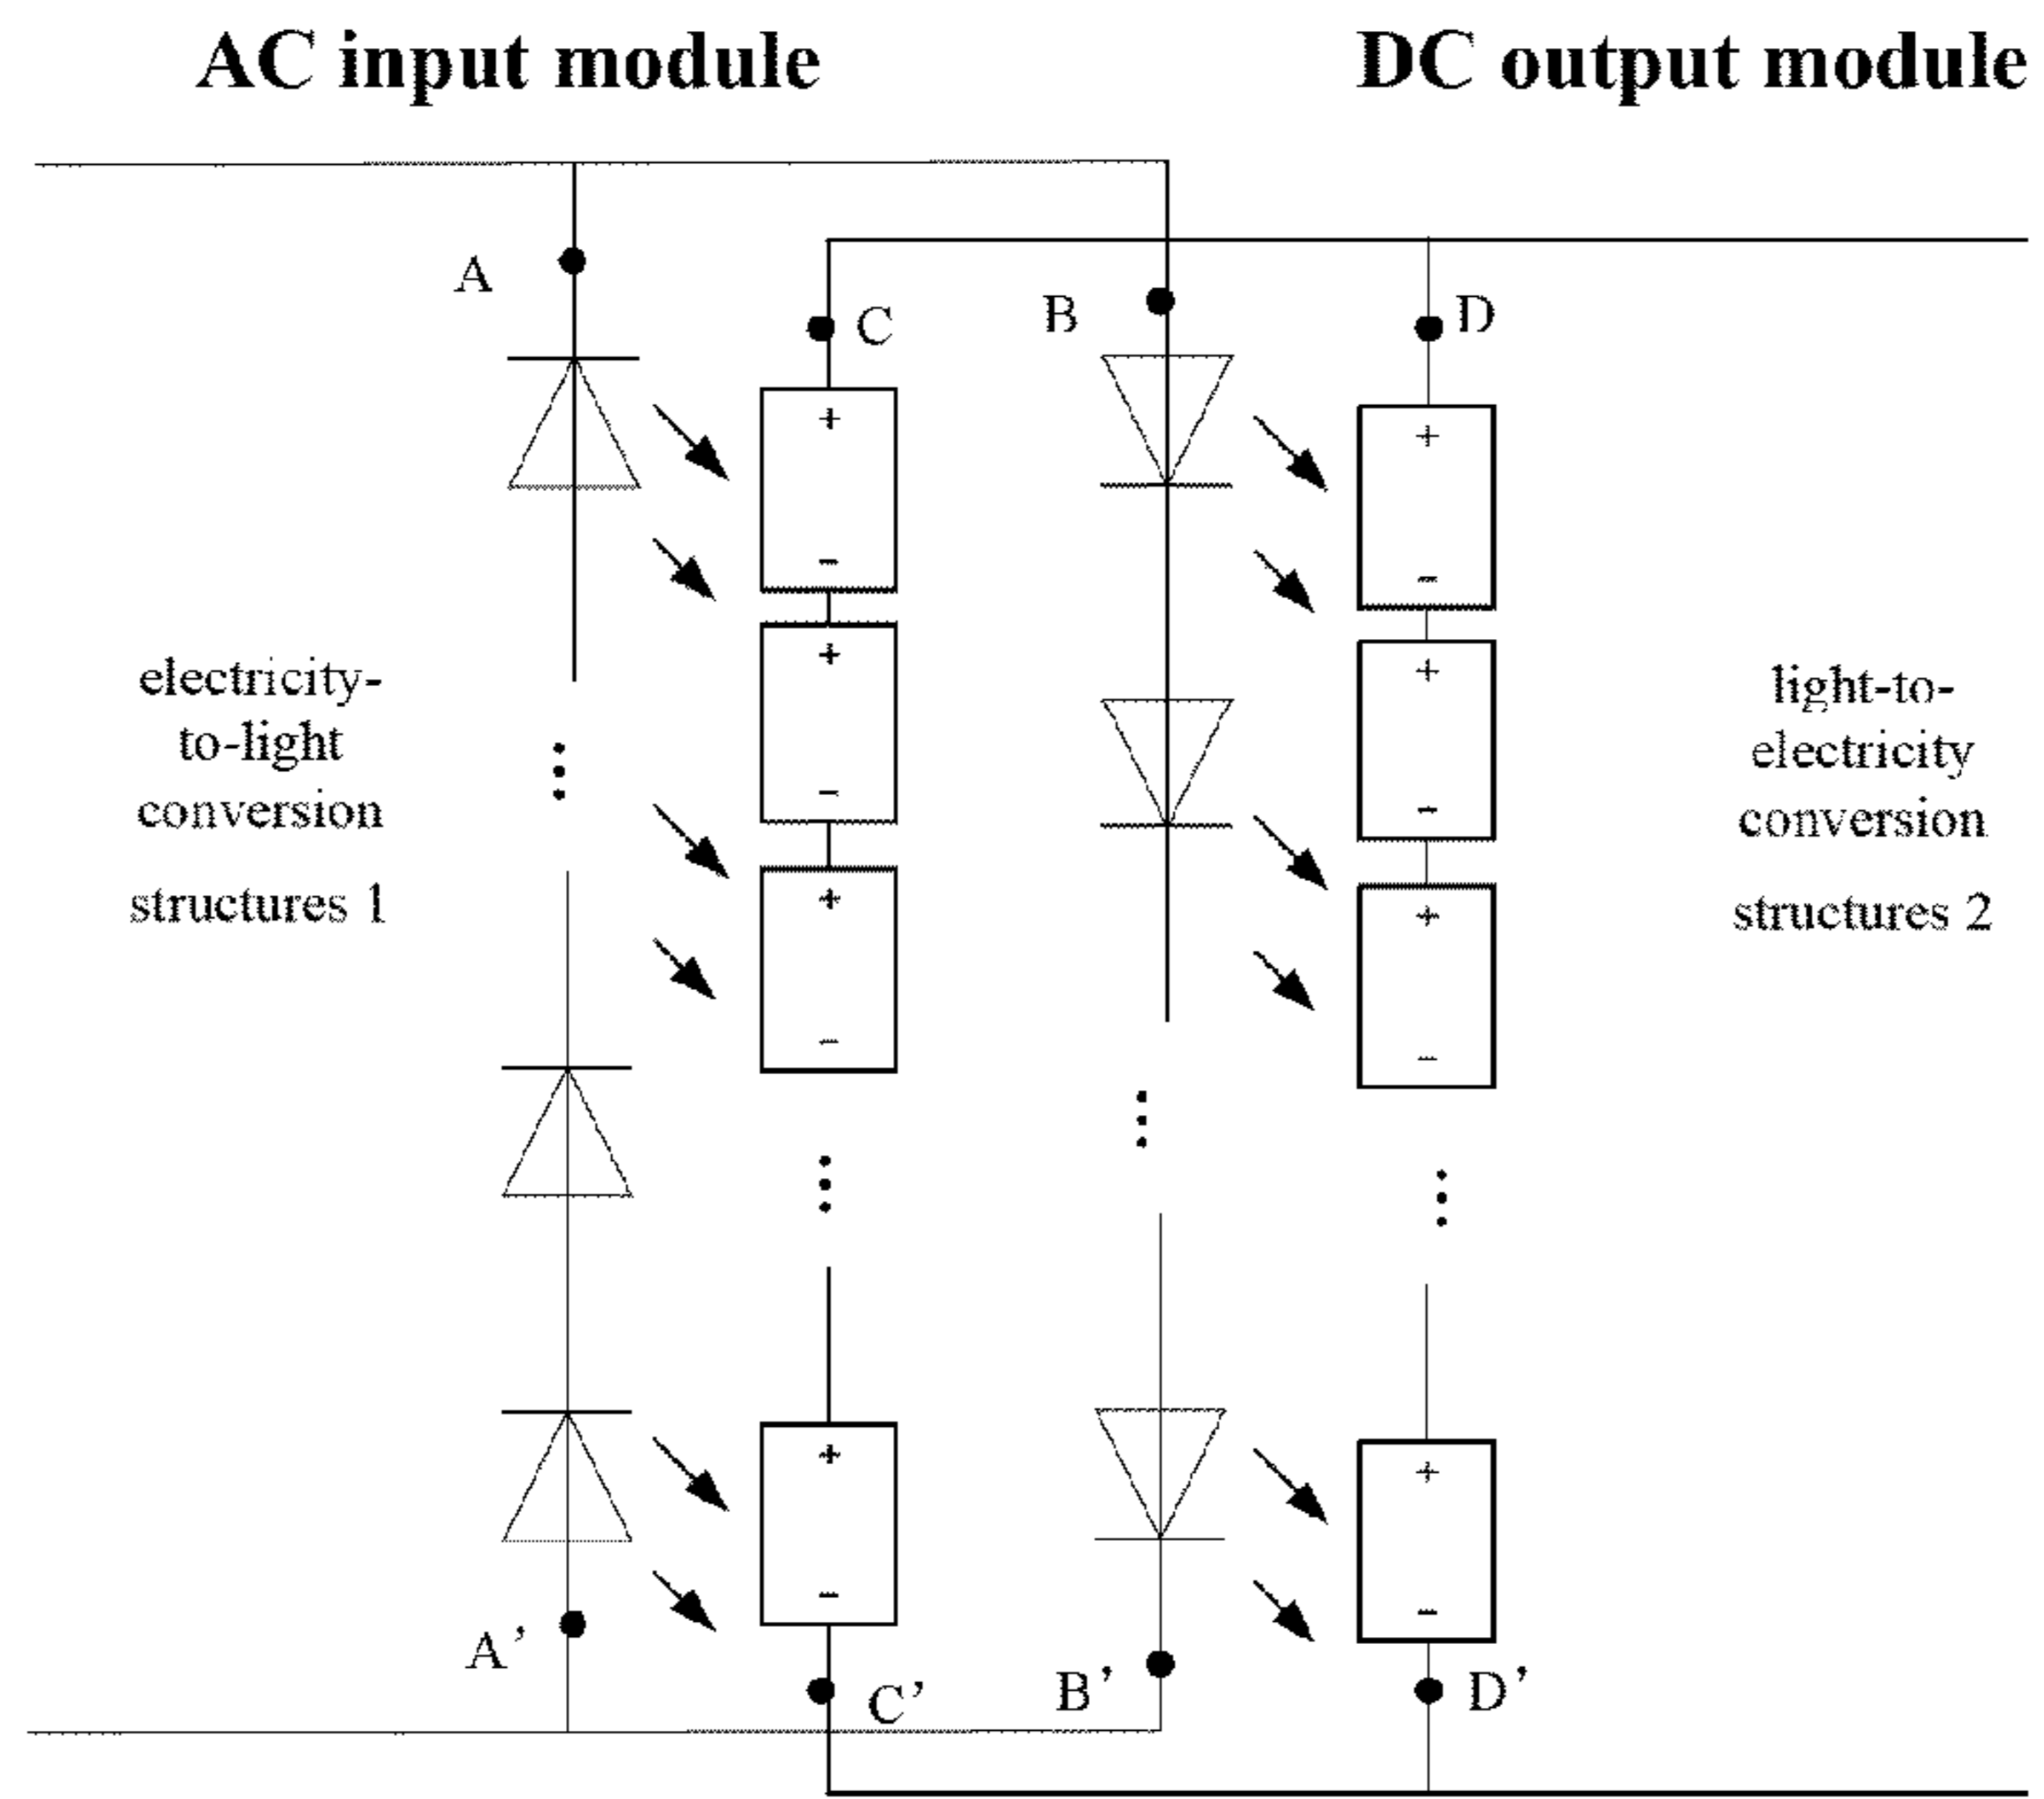 AC input module
DC output module
A
C
B
D
+
+
−
−
+
+
−
−
electricity-
to-light
conversion
structures 1
light-to-
electricity
conversion
structures 2
+
+
−
−
+
+
−
−
A’
C’
B’
D’